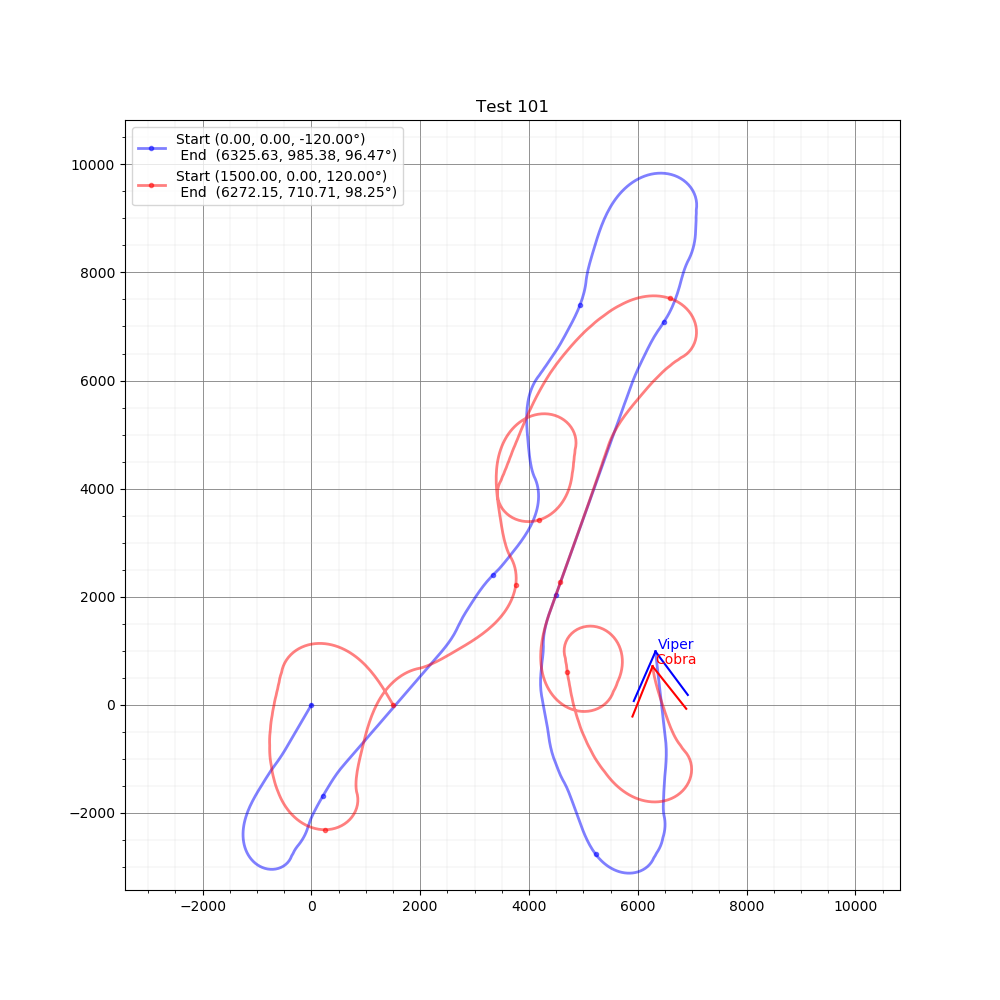 Test 101
Start (0.00, 0.00, -120.00°)
End (6325.63, 985.38, 96.47°)
Start (1500.00, 0.00, 120.00°)
End (6272.15, 710.71, 98.25°)
10000
8000
6000
4000
2000
0
−2000
Viper
Cobra
−2000 0 2000 4000 6000 8000 10000